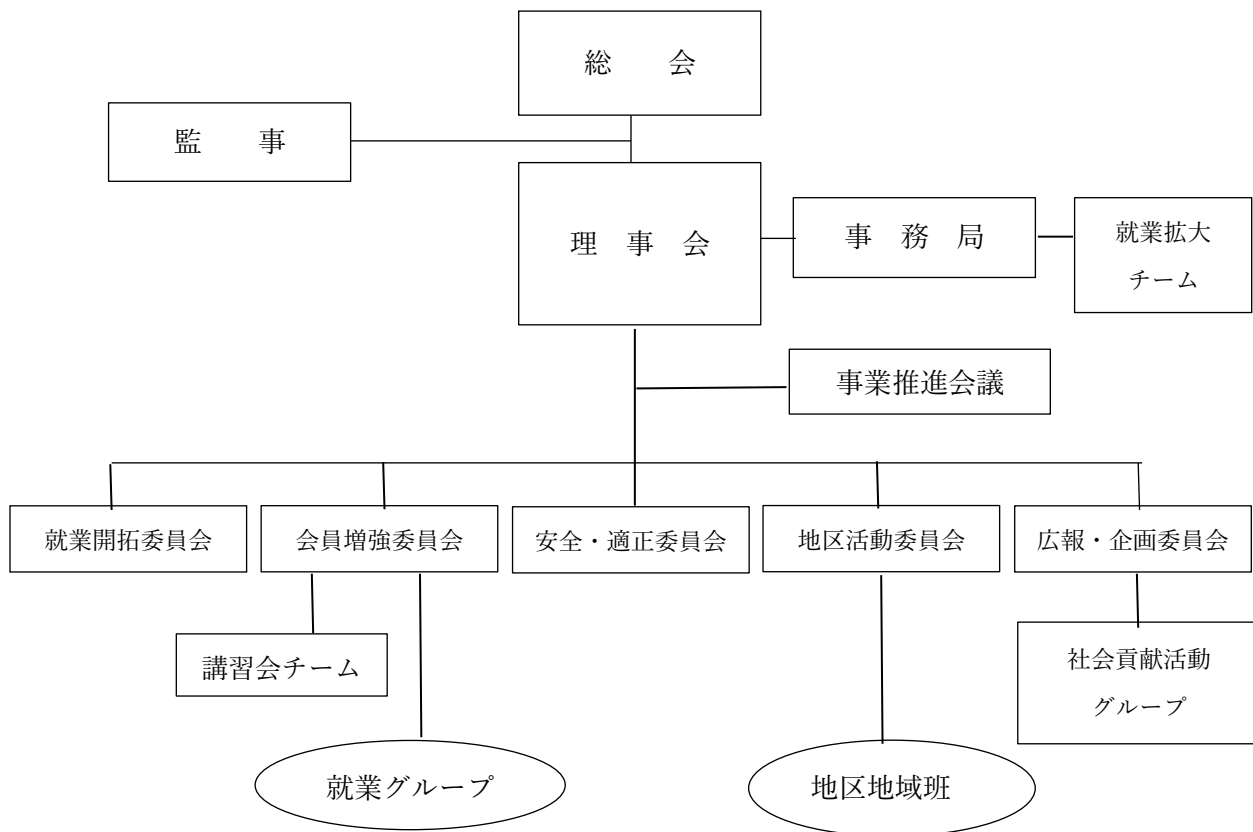 総　会
監　事
理　事　会
事　務　局
就業拡大
チーム
事業推進会議
就業開拓委員会
会員増強委員会
安全・適正委員会
地区活動委員会
広報・企画委員会
講習会チーム
社会貢献活動
グループ
就業グループ
地区地域班